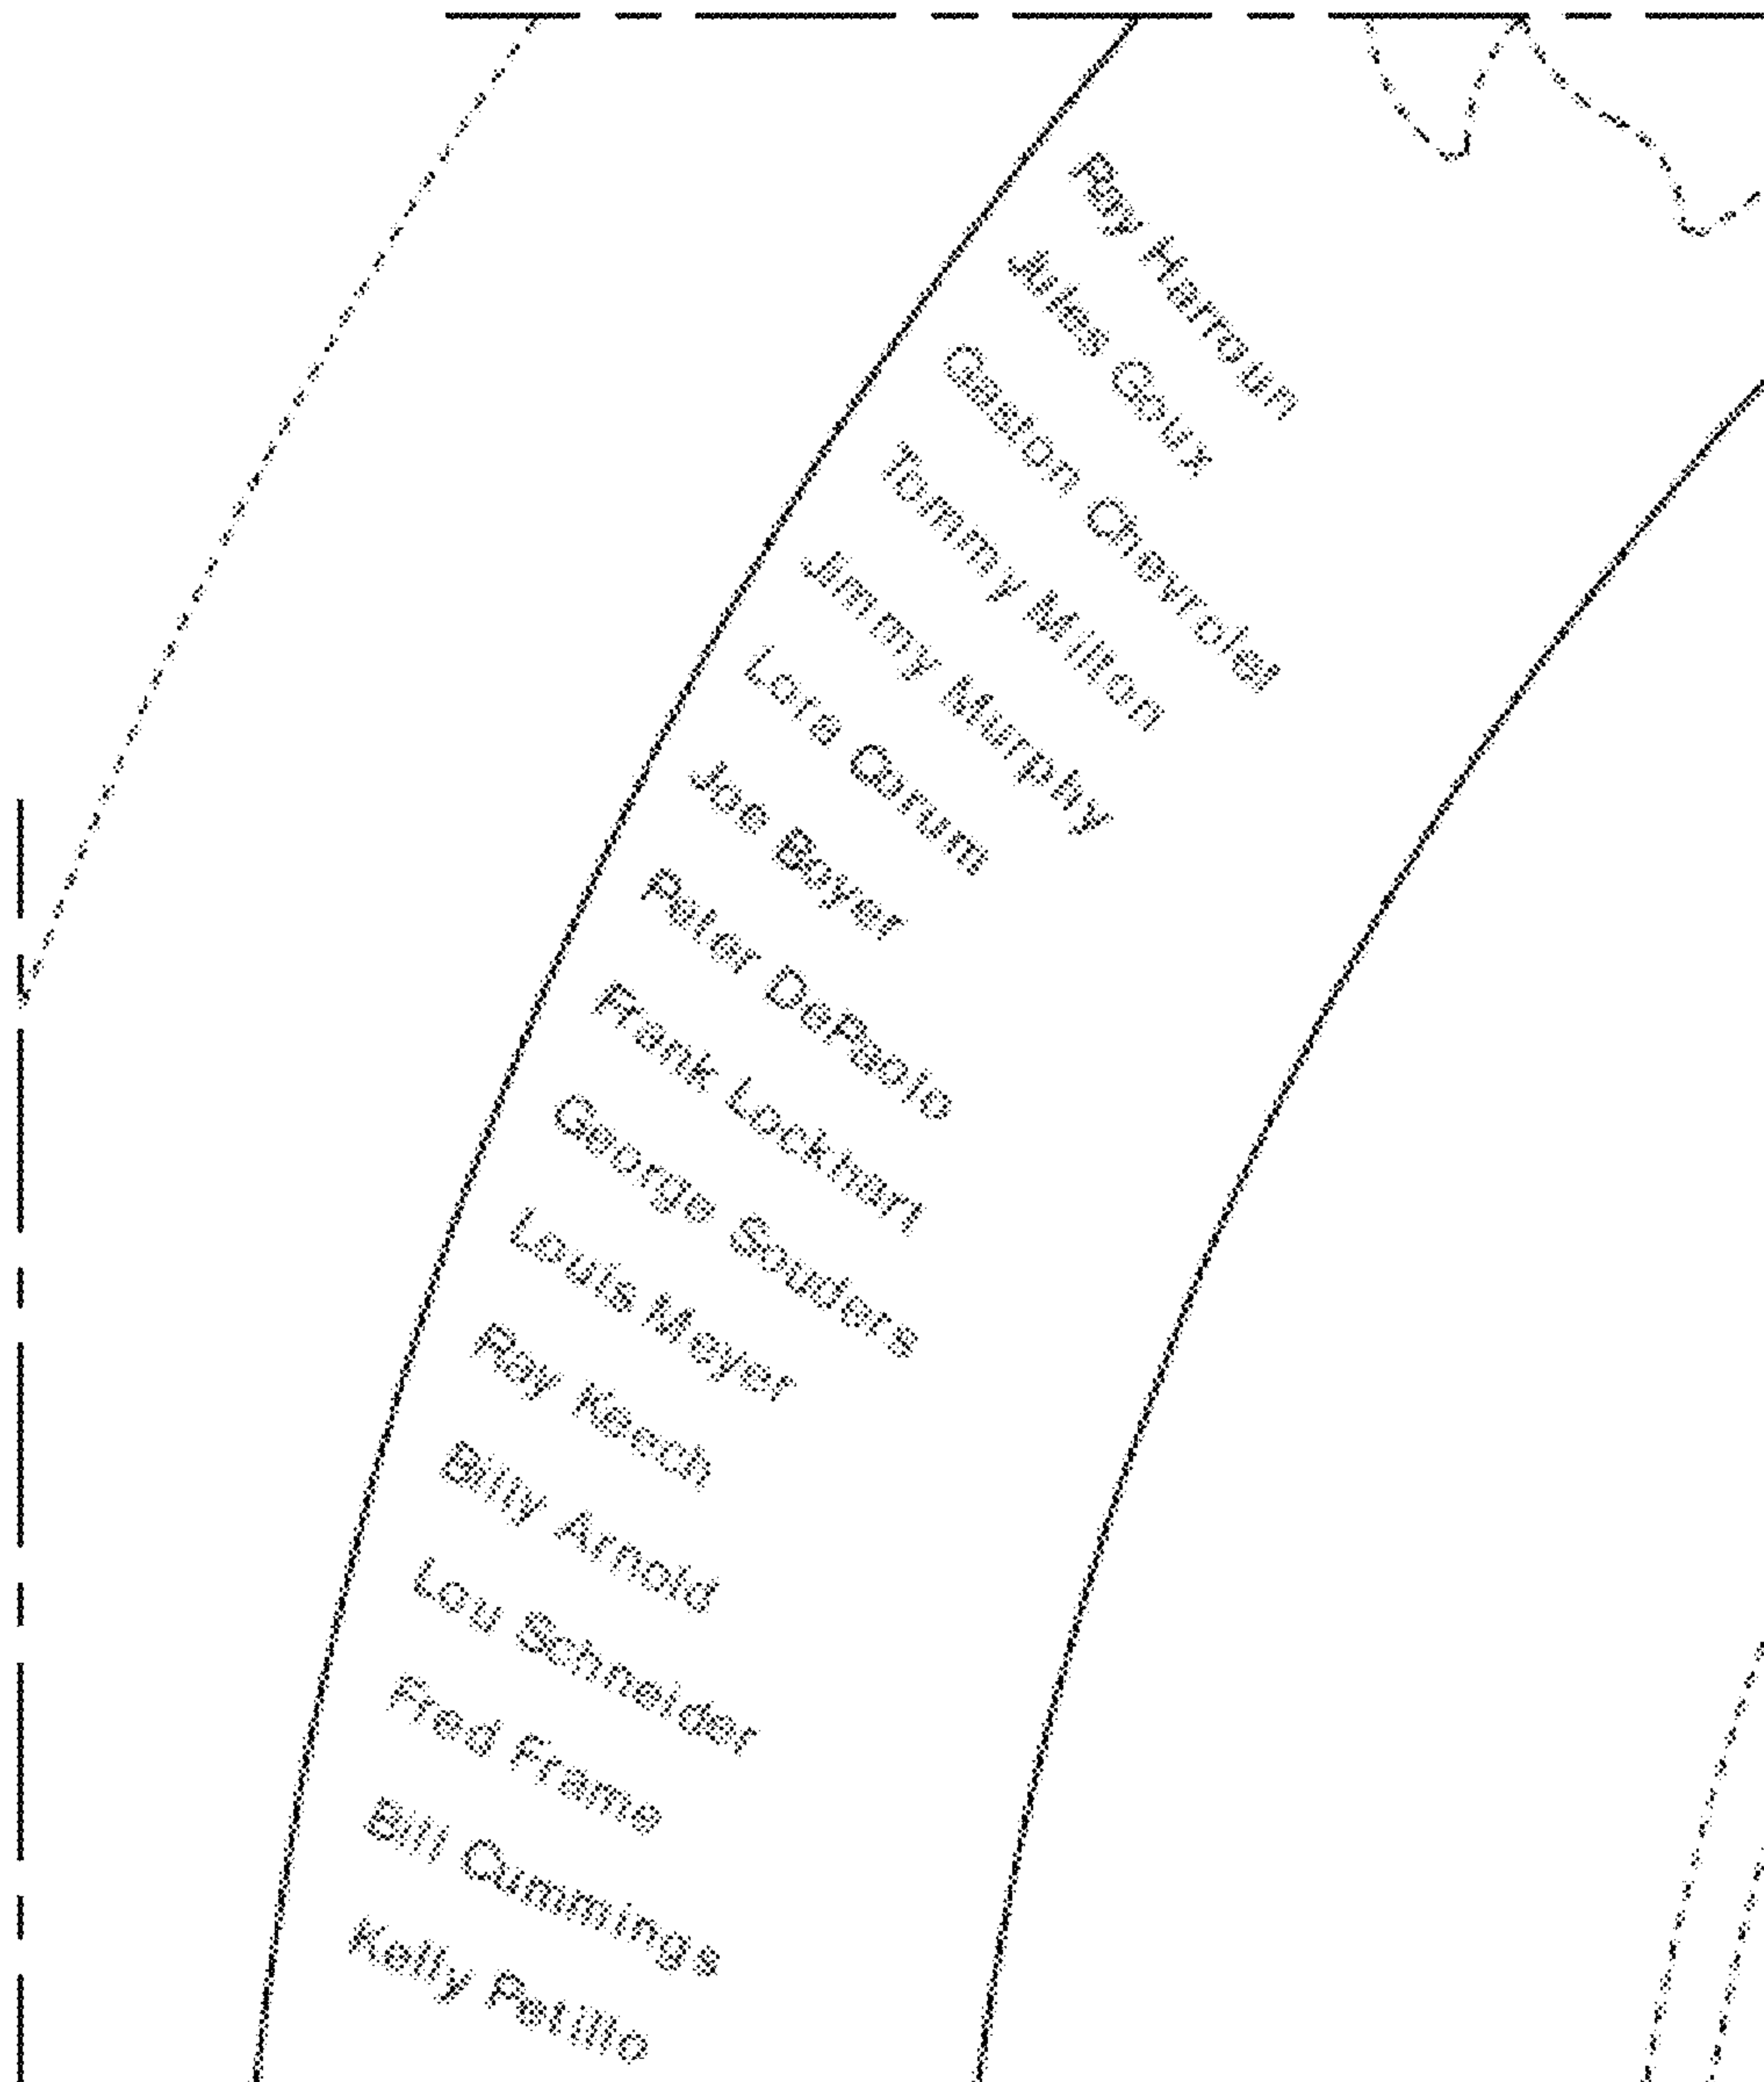 Ray Harroun
Jules Goux
Gaston Chevrolet
Tommy Milton
Jimmy Murphy
Lora Corum
Joe Boyer
Peter DePaolo
Frank Lockhart
George Souders
Louis Meyer
Ray Keech
Billy Arnold
Lou Schneider
Fred Frame
Bill Cummings
Kelly Petillo